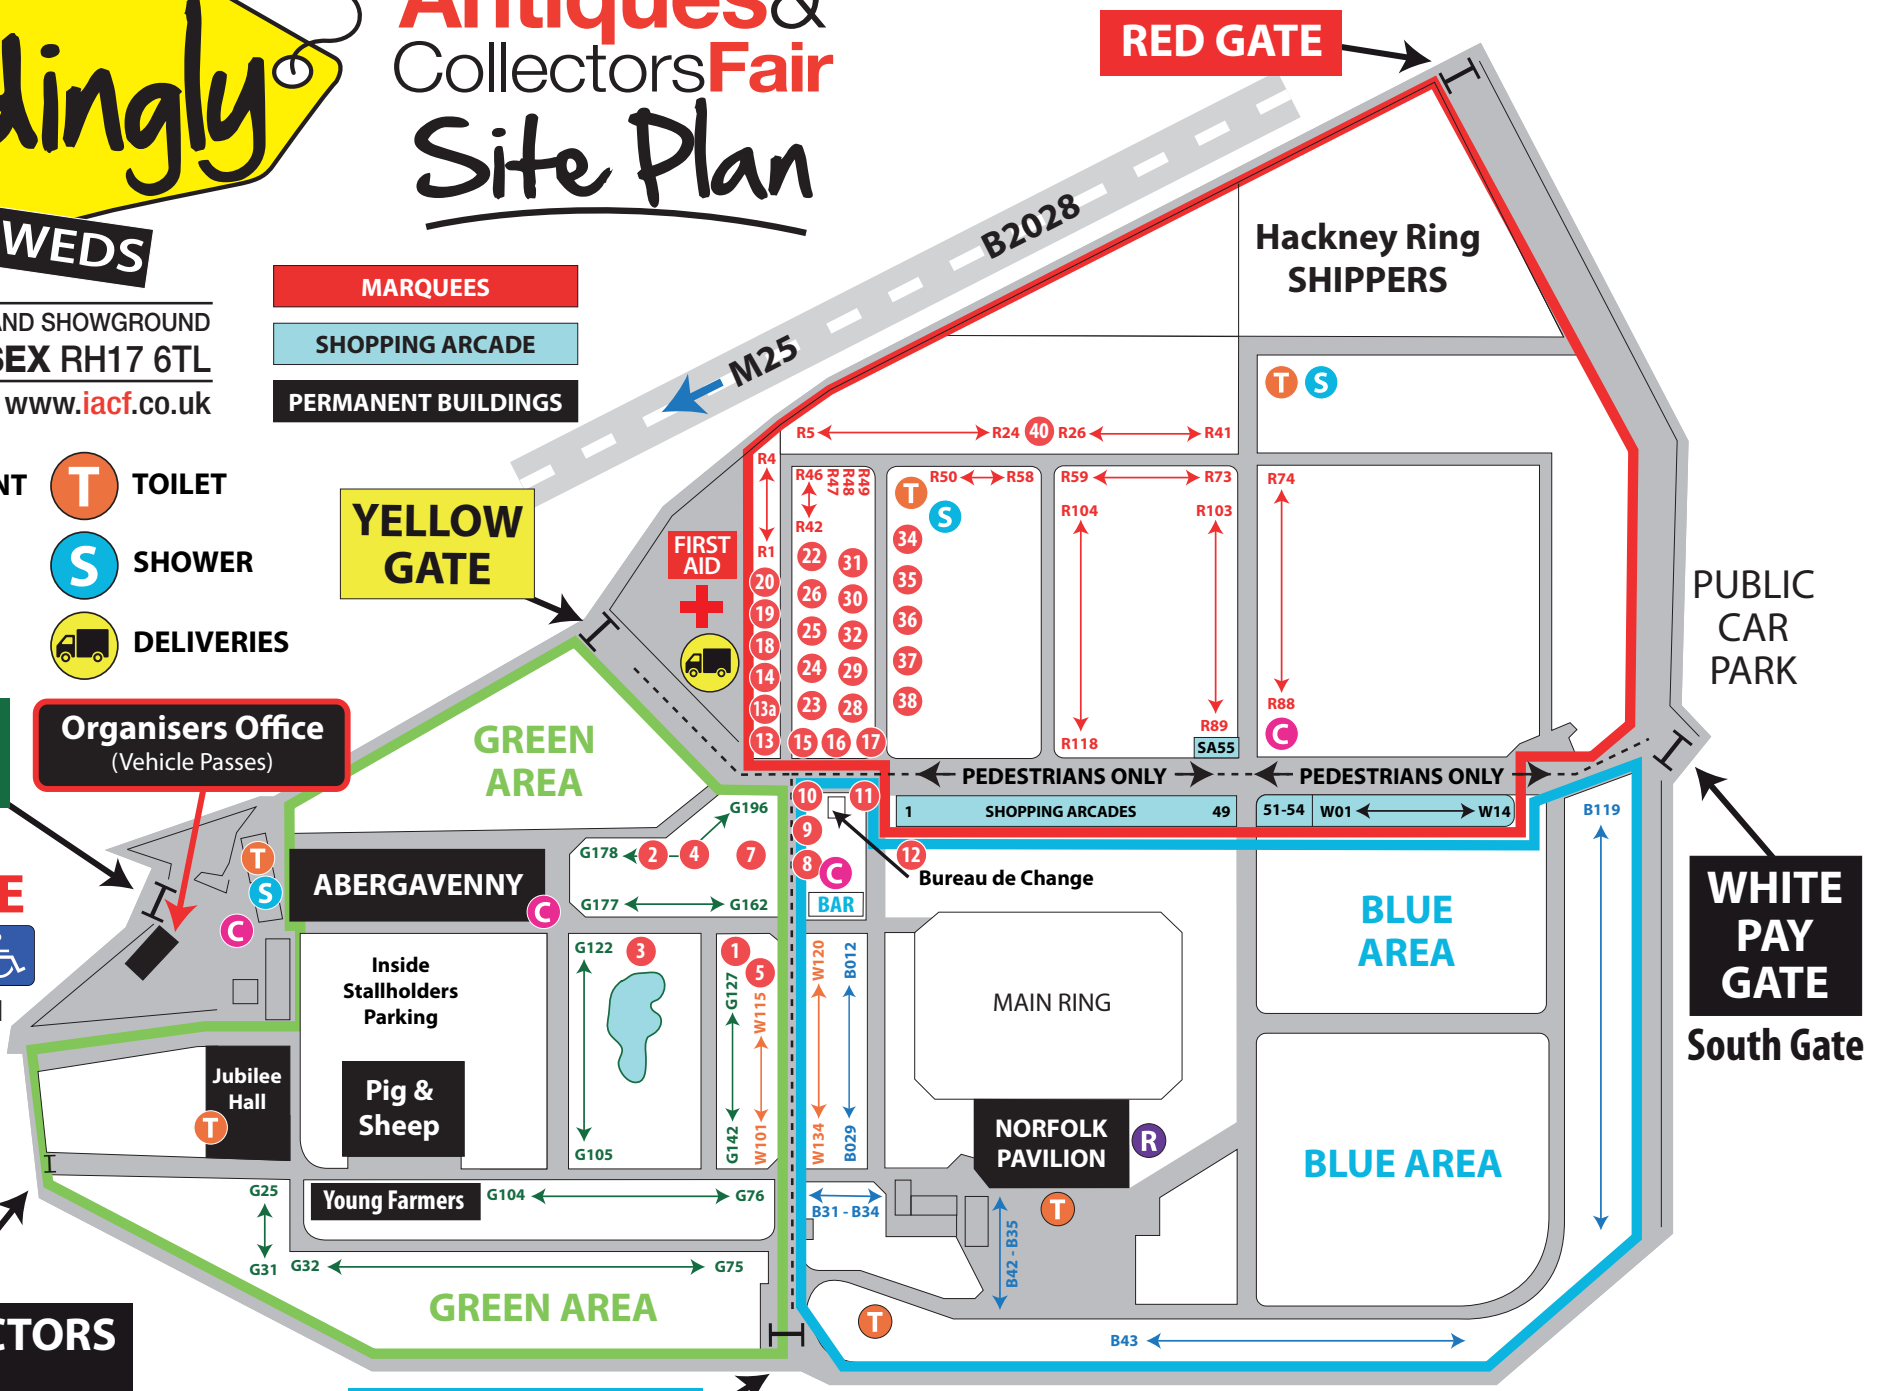 Antiques&
CollectorsFair
Site Plan
dingly
WEDS
AND SHOWGROUND
SEX RH17 6TL
www.iacf.co.uk
MARQUEES
SHOPPING ARCADE
PERMANENT BUILDINGS
NT
T TOILET
S SHOWER
DELIVERIES
RED GATE
B2028
M25
Hackney Ring
SHIPPERS
T S
YELLOW
GATE
FIRST
AID
R5 R24 40 R26 R41
R4
R1
R46
R47
R48
R49
R42
R50 R58
R59 R73
R74
T
S
R104
R103
R118
R89
SA55
R88
C
20
19
18
14
13a
13
22
26
25
24
23
15
31
30
32
29
28
16
17
34
35
36
37
38
PUBLIC
CAR
PARK
PEDESTRIANS ONLY
PEDESTRIANS ONLY
1 SHOPPING ARCADES 49
51-54 W01 W14
B119
WHITE
PAY
GATE
South Gate
Organisers Office
(Vehicle Passes)
E
GREEN
AREA
T
S
C
ABERGAVENNY
C
G196
G178 2 4 7
G177 G162
10 11
9
8
C
BAR
12
Bureau de Change
BLUE
AREA
Inside
Stallholders
Parking
G122 3
G105
1
5
G127
G142
W115
W101
W120
W134
B012
B029
MAIN RING
Jubilee
Hall
T
Pig &
Sheep
NORFOLK
PAVILION
R
T
BLUE AREA
G25
G31
Young Farmers
G104 G76
G32 G75
B31 - B34
B42 - B35
GREEN AREA
T
B43
CTORS